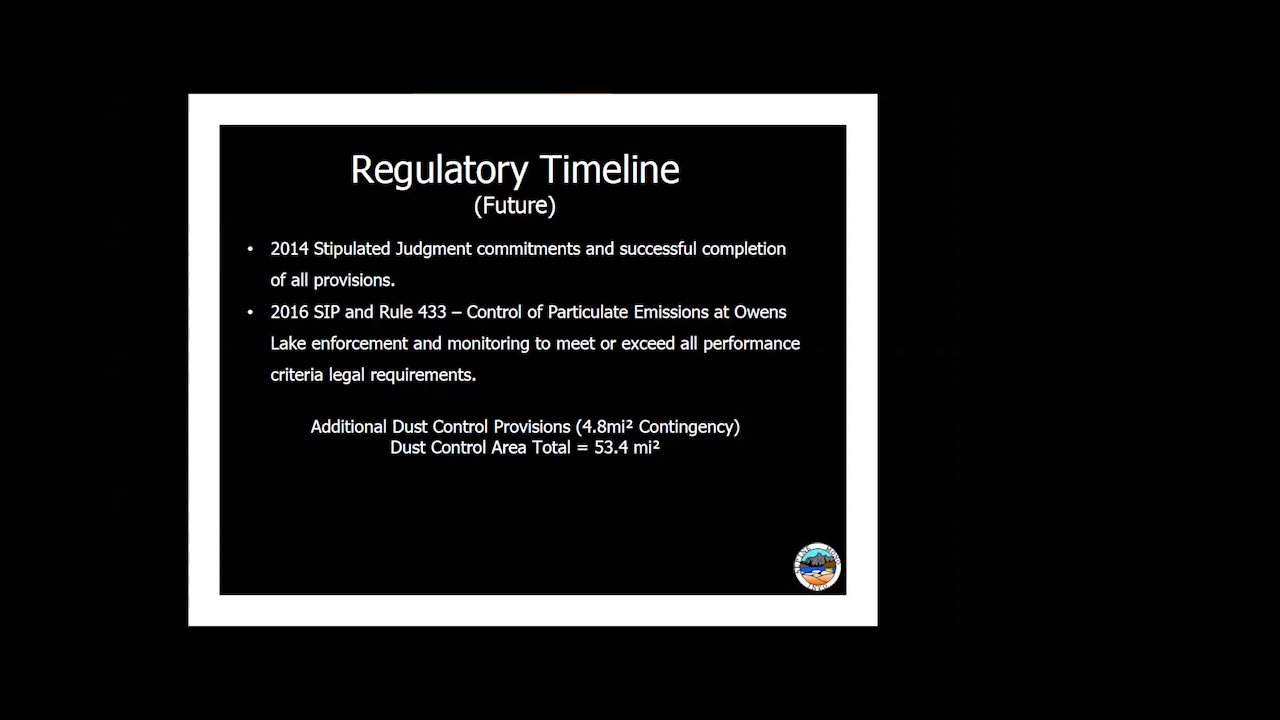 Regulatory Timeline
(Future)
• 2014 Stipulated Judgment commitments and successful completion
of all provisions.
• 2016 SIP and Rule 433 – Control of Particulate Emissions at Owens
Lake enforcement and monitoring to meet or exceed all performance
criteria legal requirements.
Additional Dust Control Provisions (4.8mi² Contingency)
Dust Control Area Total = 53.4 mi²